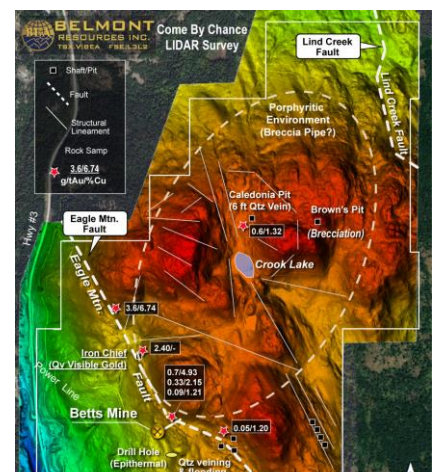 BELMONT
RESOURCES INC.
TSX.V:BEA FSE:L3L2
Come By Chance
LIDAR Survey
Lind Creek
Fault
Shaft/Pit
Fault
Structural
Lineament
Rock Samp
3.6/6.74
g/tAu/%Cu
Porphyritic
Environment
(Breccia Pipe?)
Lind Creek Fault
Hwy #3
Eagle Mtn.
Fault
Caledonia Pit
(6 ft Qtz Vein)
Brown's Pit
(Brecciation)
0.6/1.32
Crook Lake
Eagle Mtn.
Fault
3.6/6.74
Iron Chief
(Qv Visible Gold)
2.40/-
0.7/4.93
0.33/2.15
0.09/1.21
Power Line
Betts Mine
0.05/1.20
Drill Hole
(Epithermal)
Qtz veining
& flooding